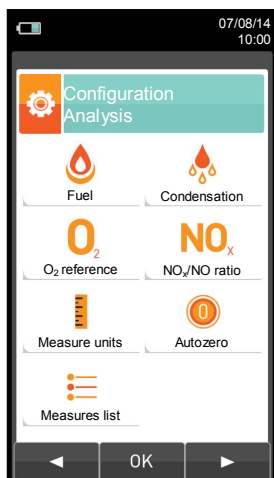 07/08/14
10:00
Configuration
Analysis
Fuel
Condensation
O₂
NOₓ
O₂ reference
NOₓ/NO ratio
0
Measure units
Autozero
Measures list
◄ OK ►